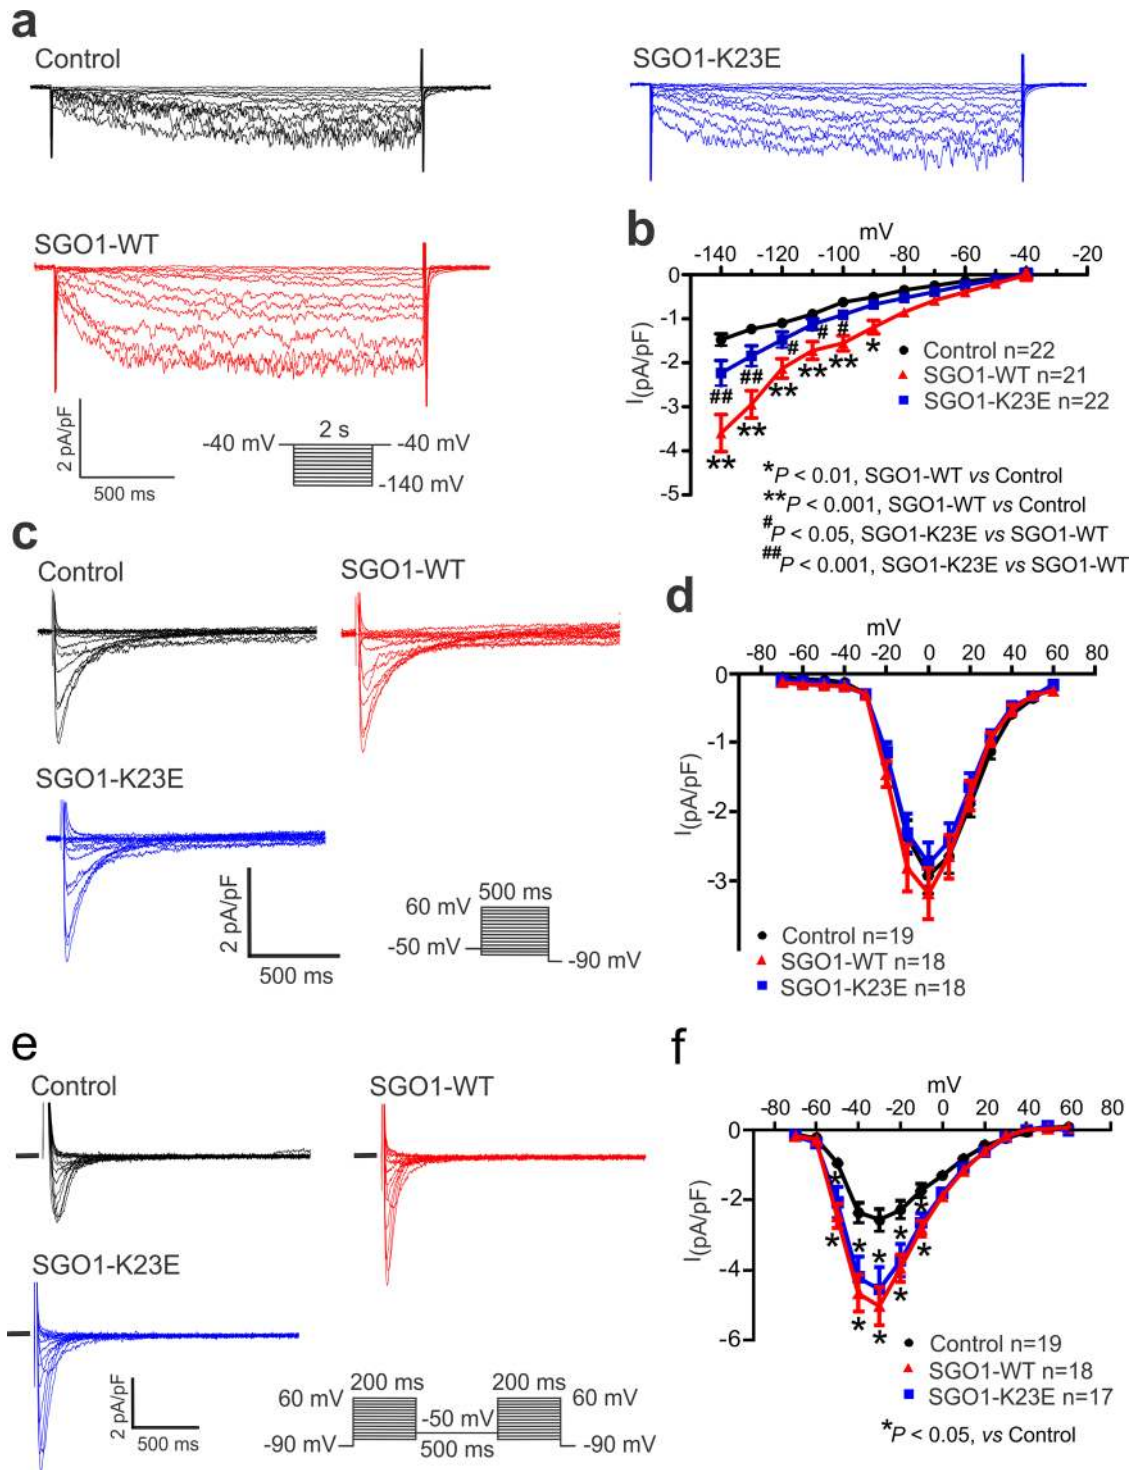 a
Control
SGO1-K23E
SGO1-WT
2 pA/pF
500 ms
-40 mV
2 s
-40 mV
-140 mV
b
mV
-140 -120 -100 -80 -60 -40 -20
0
-1
-2
-3
-4
-5
I(pA/pF)
# # #
## ##
** ** ** ** ** *
Control n=22
SGO1-WT n=21
SGO1-K23E n=22
*P < 0.01, SGO1-WT vs Control
**P < 0.001, SGO1-WT vs Control
#P < 0.05, SGO1-K23E vs SGO1-WT
##P < 0.001, SGO1-K23E vs SGO1-WT
c
Control
SGO1-WT
SGO1-K23E
2 pA/pF
500 ms
500 ms
60 mV
-50 mV
-90 mV
d
mV
-80 -60 -40 -20 0 20 40 60 80
0
-1
-2
-3
I(pA/pF)
Control n=19
SGO1-WT n=18
SGO1-K23E n=18
e
Control
SGO1-WT
SGO1-K23E
2 pA/pF
500 ms
200 ms 200 ms
60 mV 60 mV
-50 mV
-90 mV 500 ms -90 mV
f
mV
-80 -60 -40 -20 0 20 40 60 80
0
-2
-4
-6
I(pA/pF)
* * * * *
* * * * *
Control n=19
SGO1-WT n=18
SGO1-K23E n=17
*P < 0.05, vs Control